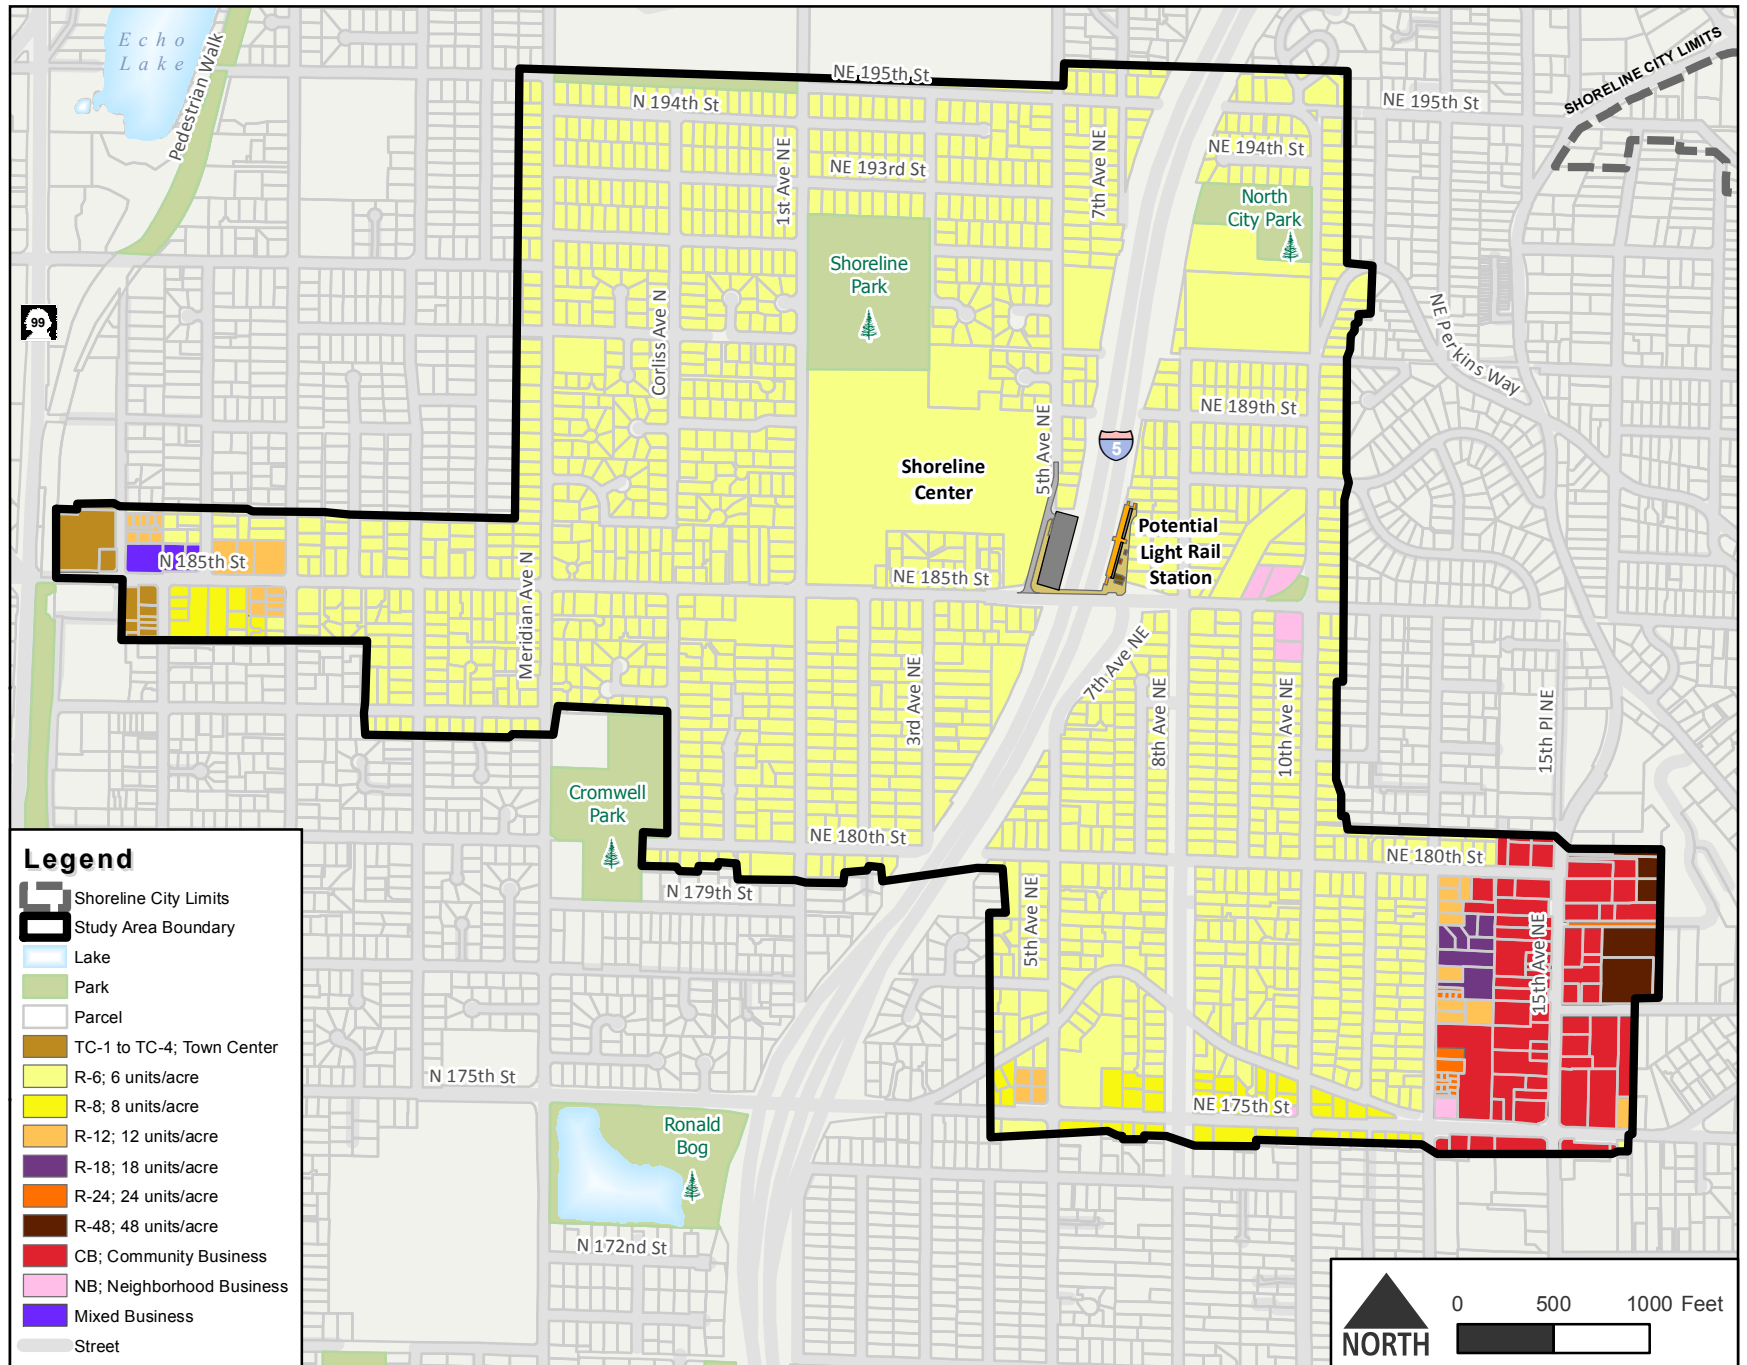 Echo
Lake
Pedestrian Walk
NE 195th St
NE 195th St
SHORELINE CITY LIMITS
N 194th St
1st Ave NE
NE 193rd St
7th Ave NE
NE 194th St
North
City Park
Shoreline
Park
99
Corliss Ave N
NE Perkins Way
NE 189th St
5th Ave NE
5
Shoreline
Center
Potential
Light Rail
Station
N 185th St
NE 185th St
Meridian Ave N
7th Ave NE
3rd Ave NE
8th Ave NE
10th Ave NE
15th Pl NE
Cromwell
Park
NE 180th St
NE 180th St
N 179th St
5th Ave NE
15th Ave NE
N 175th St
NE 175th St
Ronald
Bog
N 172nd St
Legend
Shoreline City Limits
Study Area Boundary
Lake
Park
Parcel
TC-1 to TC-4; Town Center
R-6; 6 units/acre
R-8; 8 units/acre
R-12; 12 units/acre
R-18; 18 units/acre
R-24; 24 units/acre
R-48; 48 units/acre
CB; Community Business
NB; Neighborhood Business
Mixed Business
Street
NORTH
0 500 1000 Feet